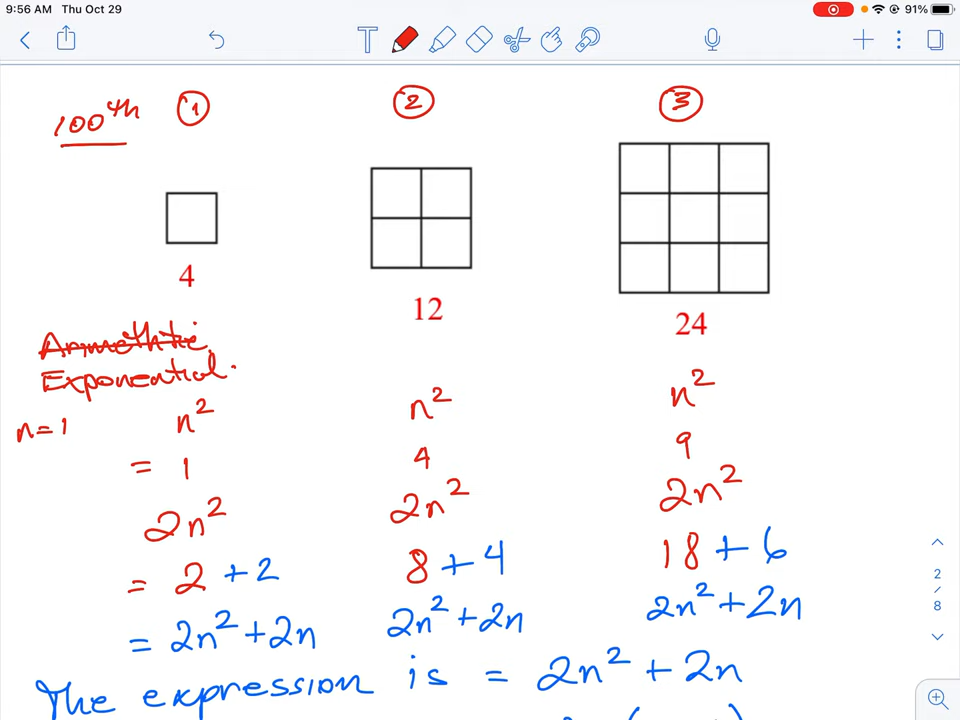 9:56 AM Thu Oct 29 91%
T
100th 1 2 3
4
12
24
Armethtic
Exponential.
n=1 n² n² n²
= 1 4 9
2n² 2n² 2n²
= 2 + 2 8 + 4 18 + 6
= 2n² + 2n 2n² + 2n 2n² + 2n
The expression is = 2n² + 2n
2
/
8